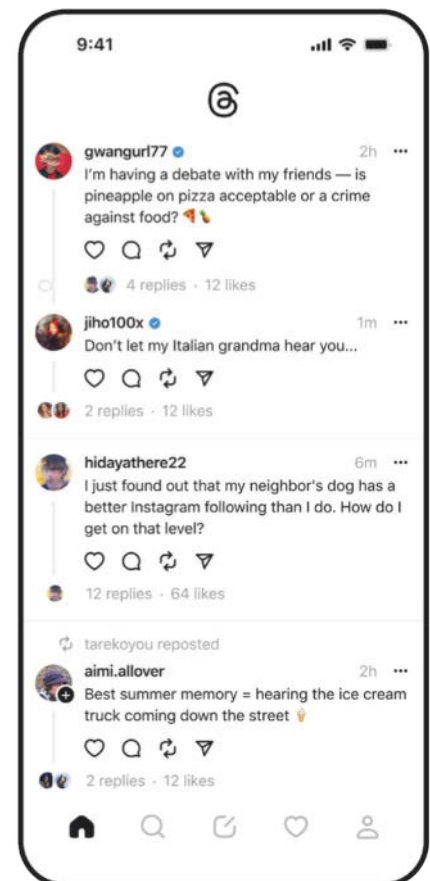 9:41
gwangurl77 2h
I'm having a debate with my friends — is
pineapple on pizza acceptable or a crime
against food? 🍕🍍
4 replies · 12 likes
jiho100x 1m
Don't let my Italian grandma hear you...
2 replies · 12 likes
hidayathere22 6m
I just found out that my neighbor's dog has a
better Instagram following than I do. How do I
get on that level?
12 replies · 64 likes
tarekoyou reposted
aimi.allover 2h
Best summer memory = hearing the ice cream
truck coming down the street 🍦
2 replies · 12 likes